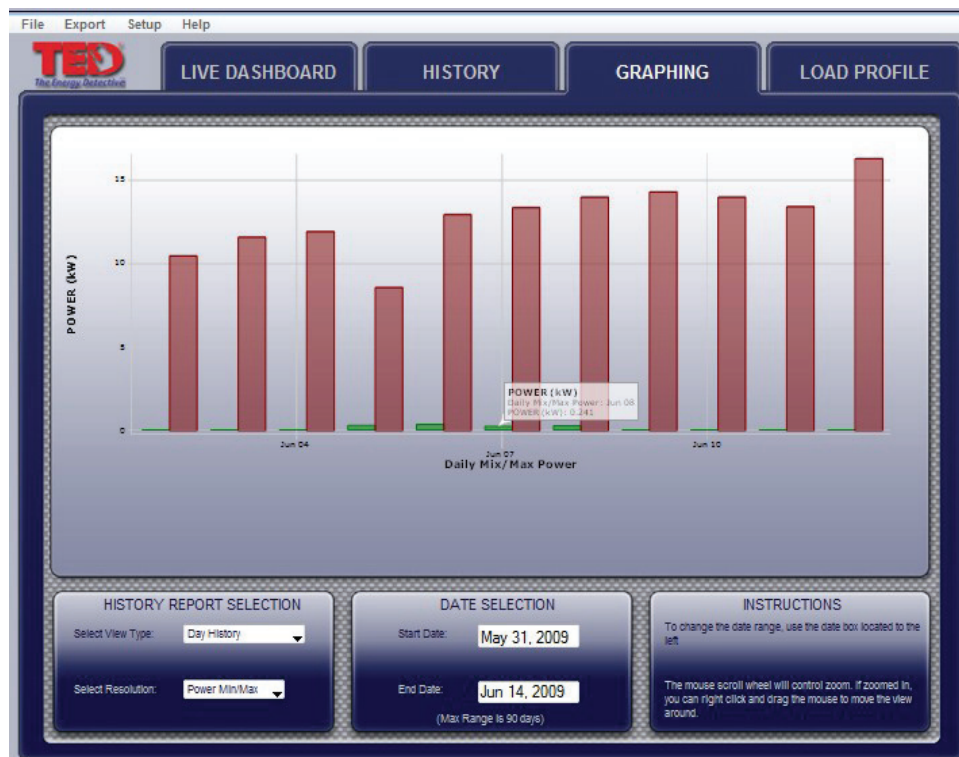 File Export Setup Help
TED
The Energy Detective
LIVE DASHBOARD
HISTORY
GRAPHING
LOAD PROFILE
15
10
5
0
POWER (kW)
POWER (kW)
Daily Mix/Max Power: Jun 08
POWER (kW): 0.241
Jun 04
Jun 07
Jun 10
Daily Mix/Max Power
HISTORY REPORT SELECTION
Select View Type: Day History
Select Resolution: Power Min/Max
DATE SELECTION
Start Date: May 31, 2009
End Date: Jun 14, 2009
(Max Range is 90 days)
INSTRUCTIONS
To change the date range, use the date box located to the
left
The mouse scroll wheel will control zoom. If zoomed in,
you can right click and drag the mouse to move the view
around.